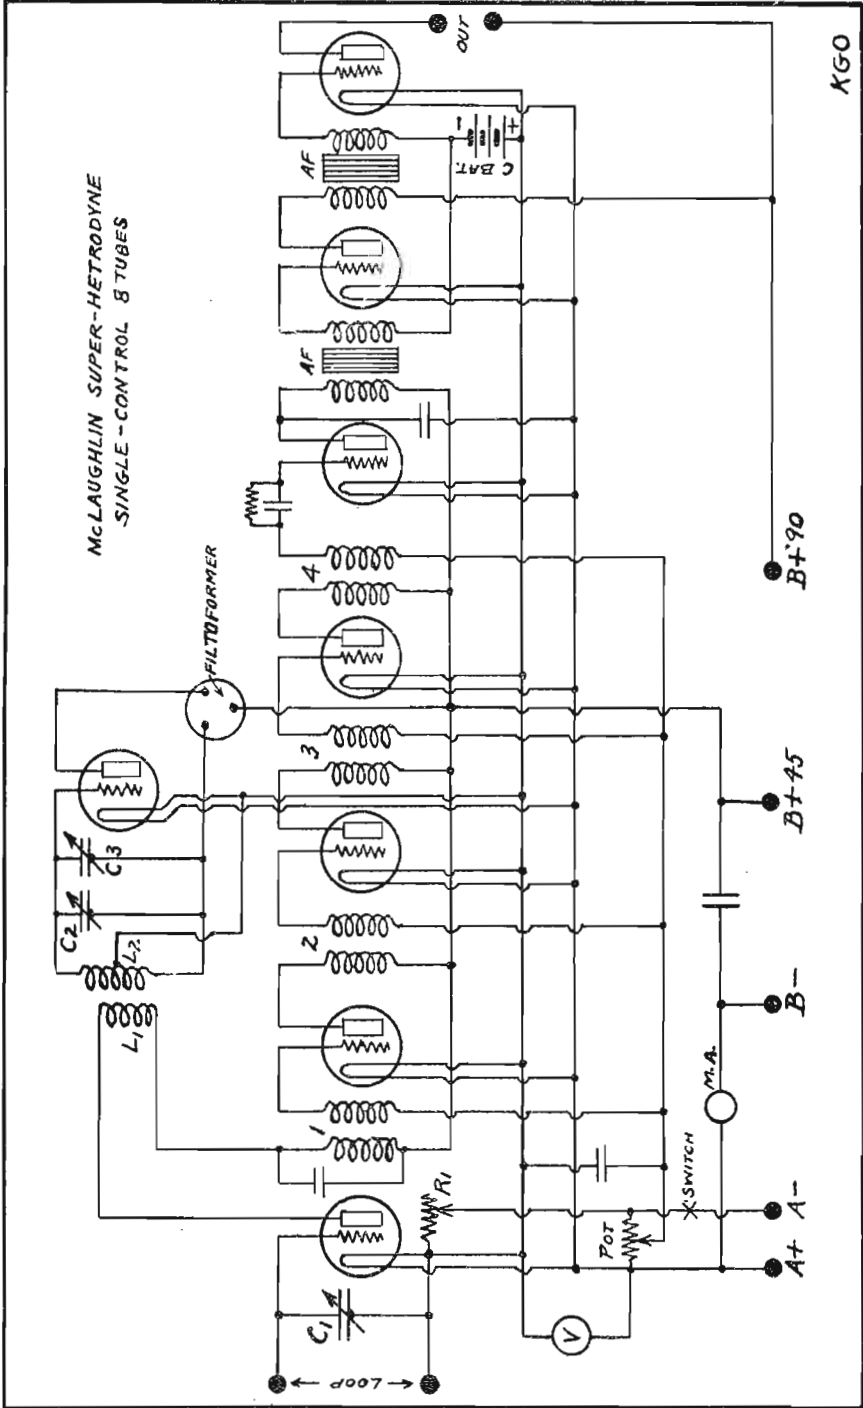 McLAUGHLIN SUPER-HETRODYNE
SINGLE-CONTROL 8 TUBES
KGO
OUT
AF
AF
- +
C BAT.
FILTOFORMER
4
3
2
1
C2
C3
L2
L1
C1
← LOOP →
R1
POT
SWITCH
V
M.A.
A+
A-
B-
B+45
B+90